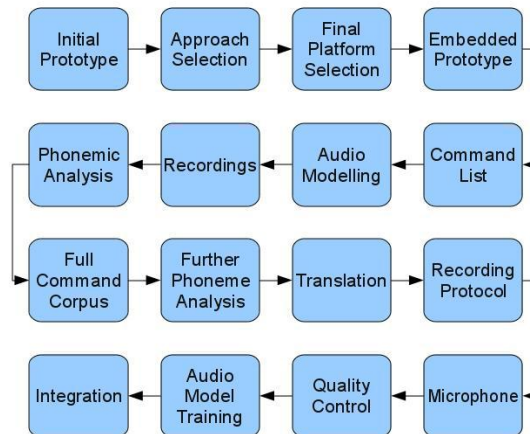 Initial
Prototype
Approach
Selection
Final
Platform
Selection
Embedded
Prototype
Phonemic
Analysis
Recordings
Audio
Modelling
Command
List
Full
Command
Corpus
Further
Phoneme
Analysis
Translation
Recording
Protocol
Integration
Audio
Model
Training
Quality
Control
Microphone